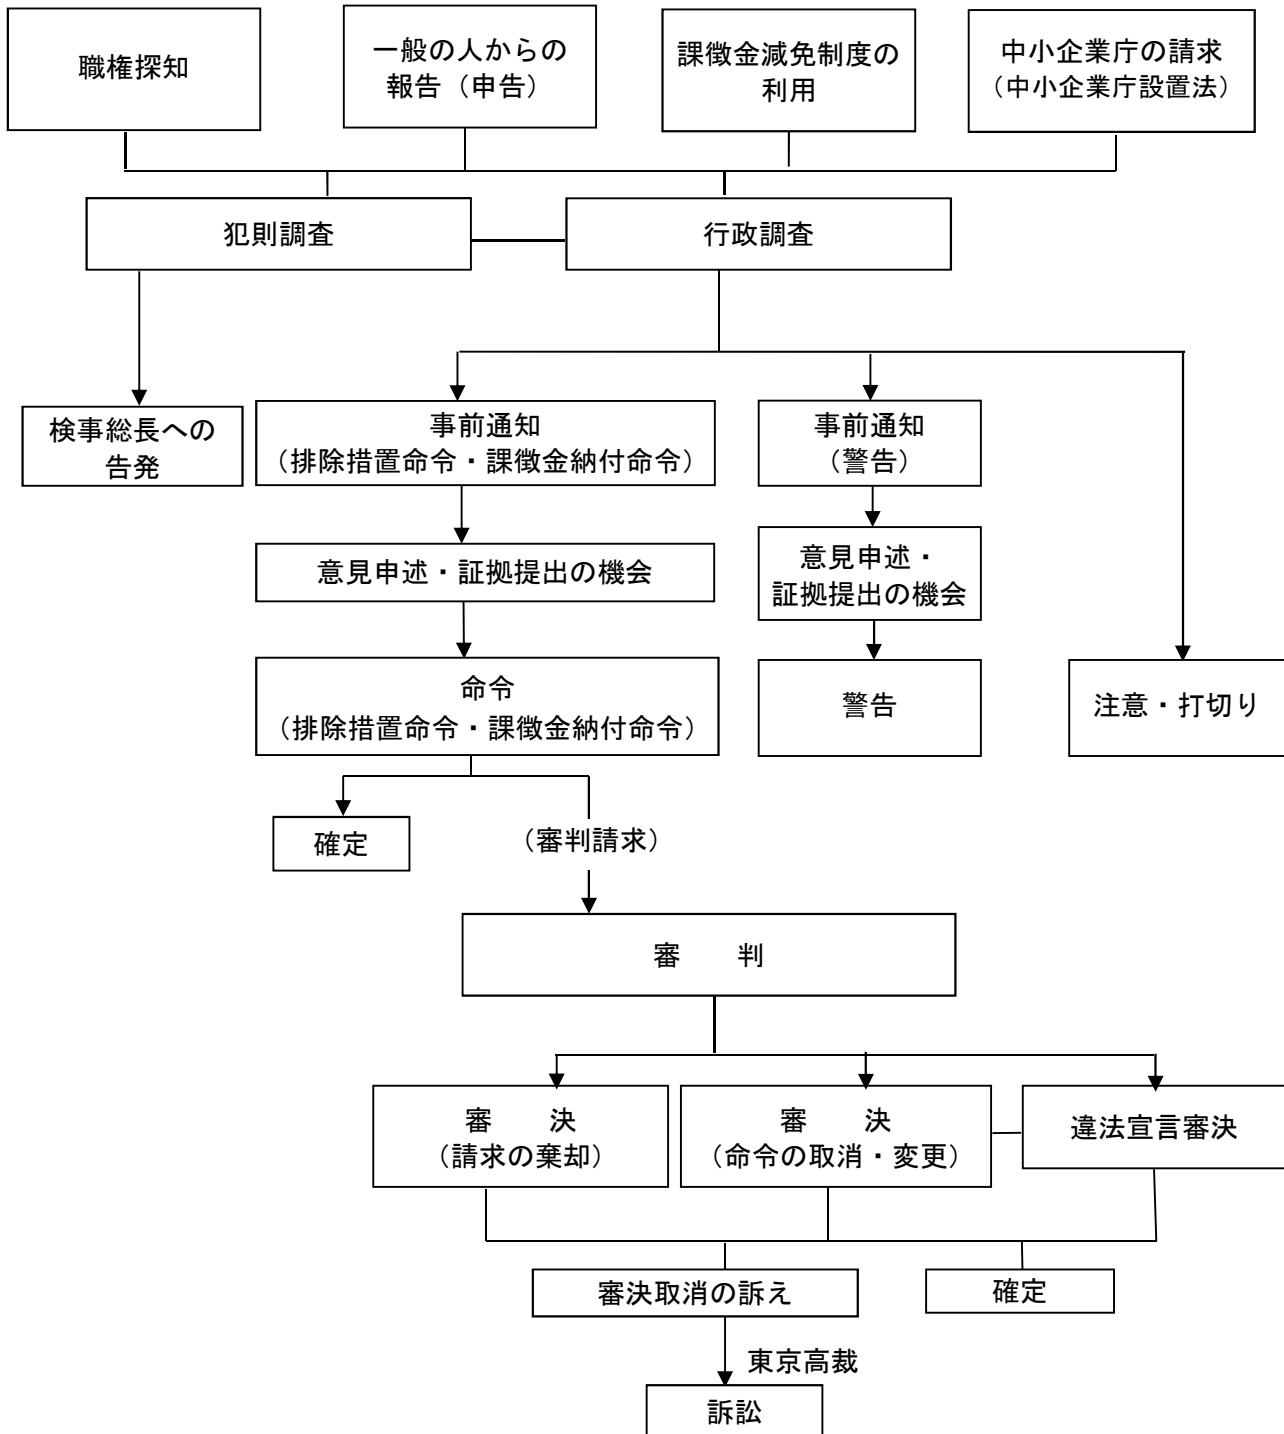 職権探知
一般の人からの
報告（申告）
課徴金減免制度の
利用
中小企業庁の請求
（中小企業庁設置法）
犯則調査
行政調査
検事総長への
告発
事前通知
（排除措置命令・課徴金納付命令）
事前通知
（警告）
意見申述・証拠提出の機会
意見申述・
証拠提出の機会
命令
（排除措置命令・課徴金納付命令）
警告
注意・打切り
確定
（審判請求）
審　　判
審　　決
（請求の棄却）
審　　決
（命令の取消・変更）
違法宣言審決
審決取消の訴え
確定
東京高裁
訴訟